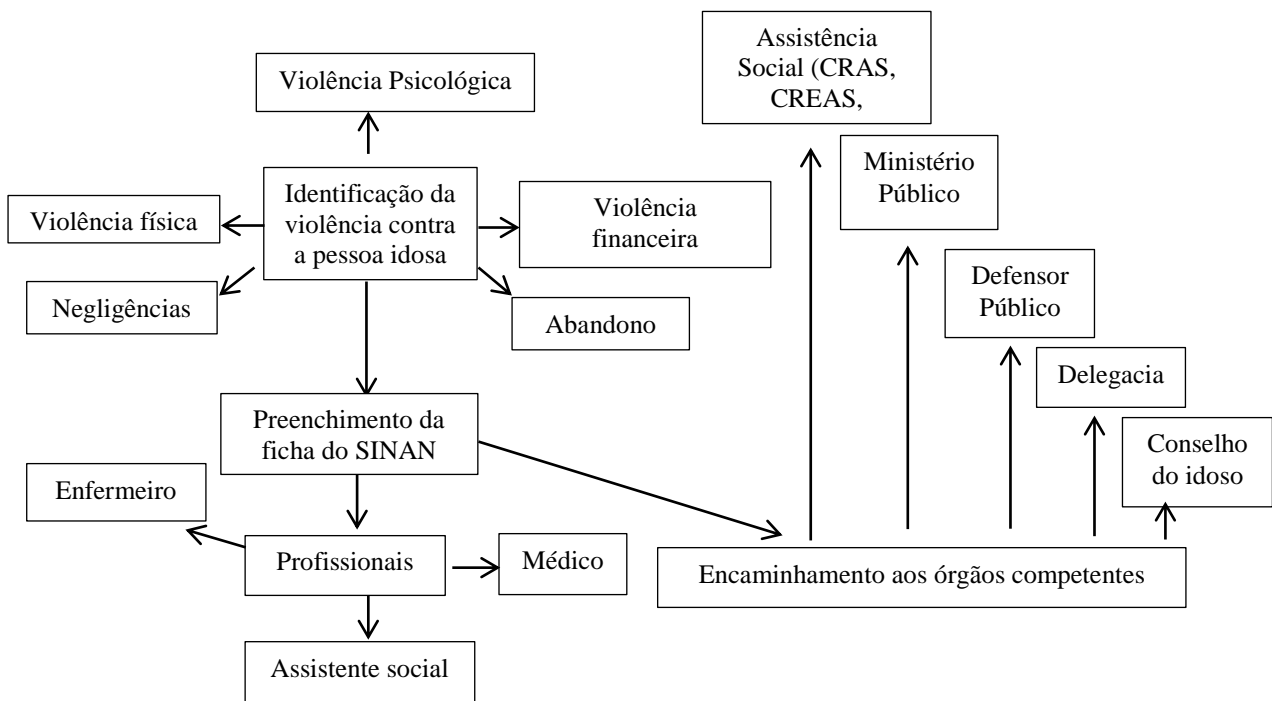 Assistência
Social (CRAS,
CREAS,
Violência Psicológica
Ministério
Público
Identificação da
violência contra
a pessoa idosa
Violência
financeira
Violência física
Defensor
Público
Negligências
Abandono
Delegacia
Preenchimento da
ficha do SINAN
Conselho
do idoso
Enfermeiro
Profissionais
Médico
Encaminhamento aos órgãos competentes
Assistente social